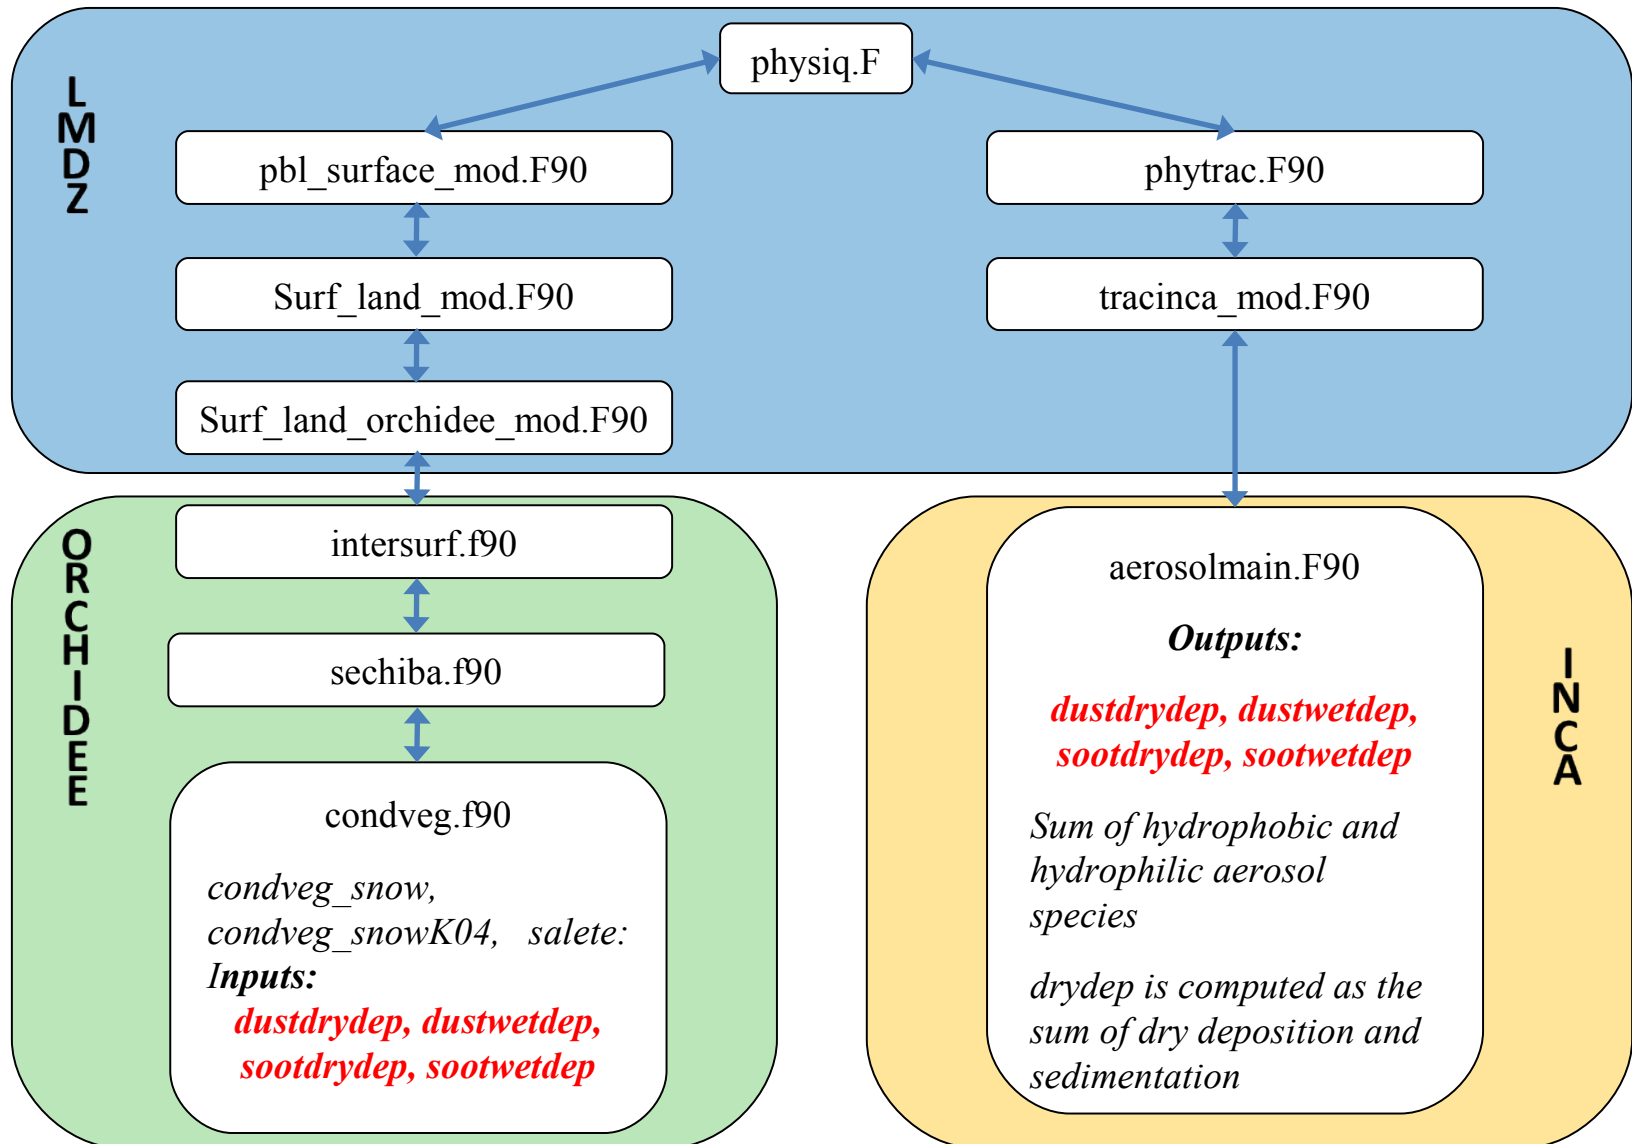 LMDZ
physiq.F
pbl_surface_mod.F90
phytrac.F90
Surf_land_mod.F90
tracinca_mod.F90
Surf_land_orchidee_mod.F90
ORCHIDEE
intersurf.f90
sechiba.f90
condveg.f90
condveg_snow,
condveg_snowK04, salete:
Inputs:
dustdrydep, dustwetdep,
sootdrydep, sootwetdep
INCA
aerosolmain.F90
Outputs:
dustdrydep, dustwetdep,
sootdrydep, sootwetdep
Sum of hydrophobic and
hydrophilic aerosol
species
drydep is computed as the
sum of dry deposition and
sedimentation